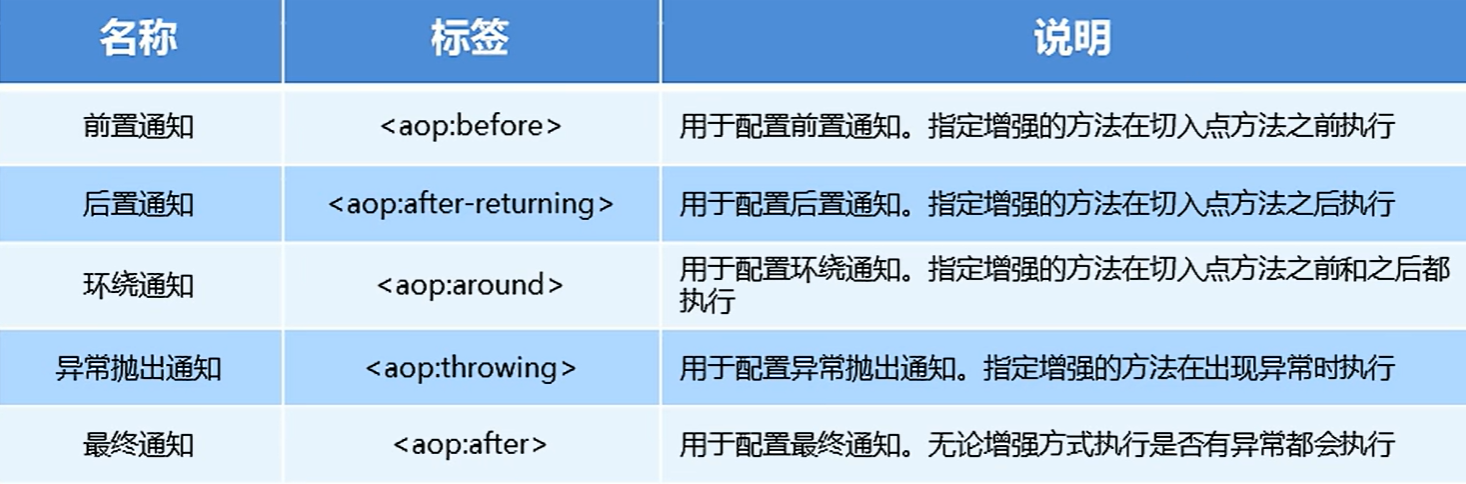 名称 标签 说明
前置通知 <aop:before> 用于配置前置通知。指定增强的方法在切入点方法之前执行
后置通知 <aop:after-returning> 用于配置后置通知。指定增强的方法在切入点方法之后执行
环绕通知 <aop:around> 用于配置环绕通知。指定增强的方法在切入点方法之前和之后都
执行
异常抛出通知 <aop:throwing> 用于配置异常抛出通知。指定增强的方法在出现异常时执行
最终通知 <aop:after> 用于配置最终通知。无论增强方式执行是否有异常都会执行